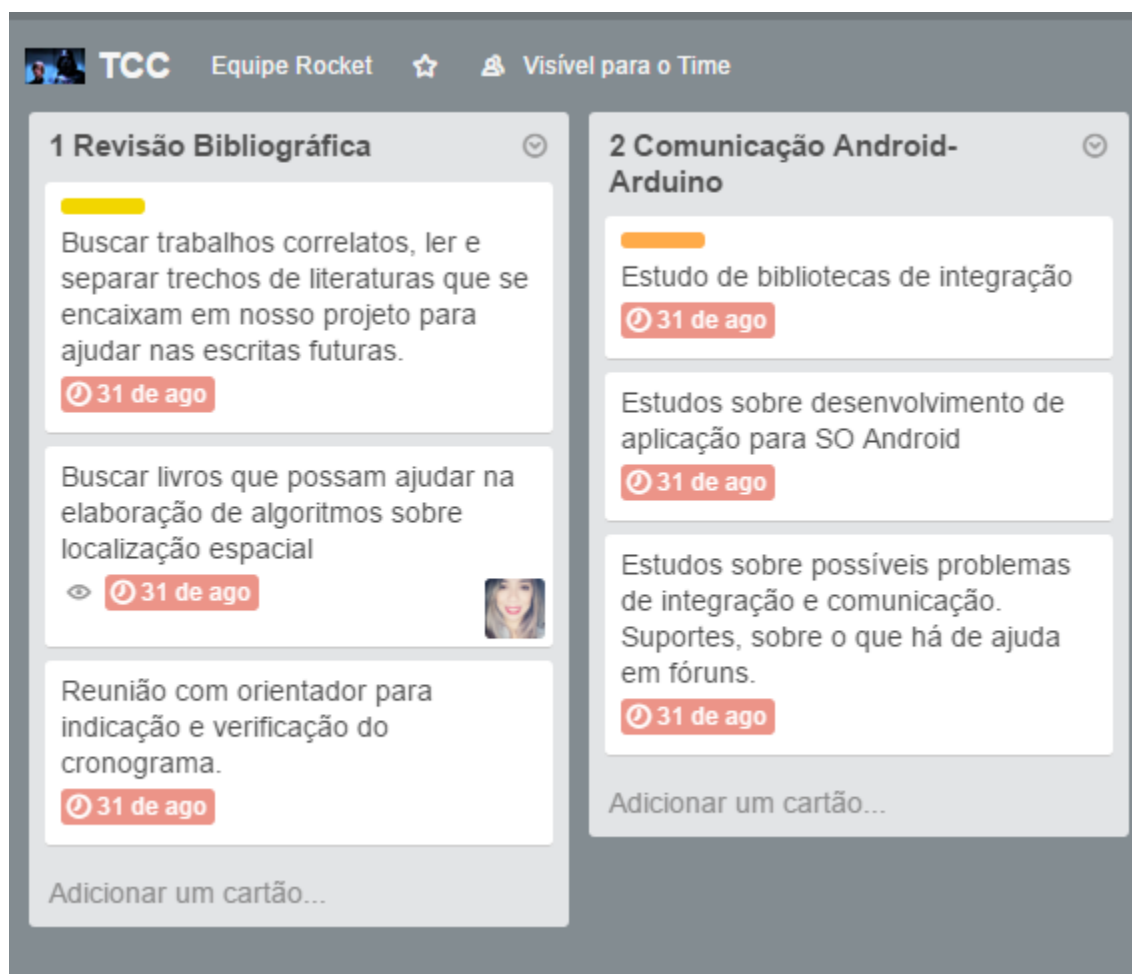 TCC Equipe Rocket Visível para o Time
1 Revisão Bibliográfica
Buscar trabalhos correlatos, ler e
separar trechos de literaturas que se
encaixam em nosso projeto para
ajudar nas escritas futuras.
31 de ago
Buscar livros que possam ajudar na
elaboração de algoritmos sobre
localização espacial
31 de ago
Reunião com orientador para
indicação e verificação do
cronograma.
31 de ago
Adicionar um cartão...
2 Comunicação Android-
Arduino
Estudo de bibliotecas de integração
31 de ago
Estudos sobre desenvolvimento de
aplicação para SO Android
31 de ago
Estudos sobre possíveis problemas
de integração e comunicação.
Suportes, sobre o que há de ajuda
em fóruns.
31 de ago
Adicionar um cartão...